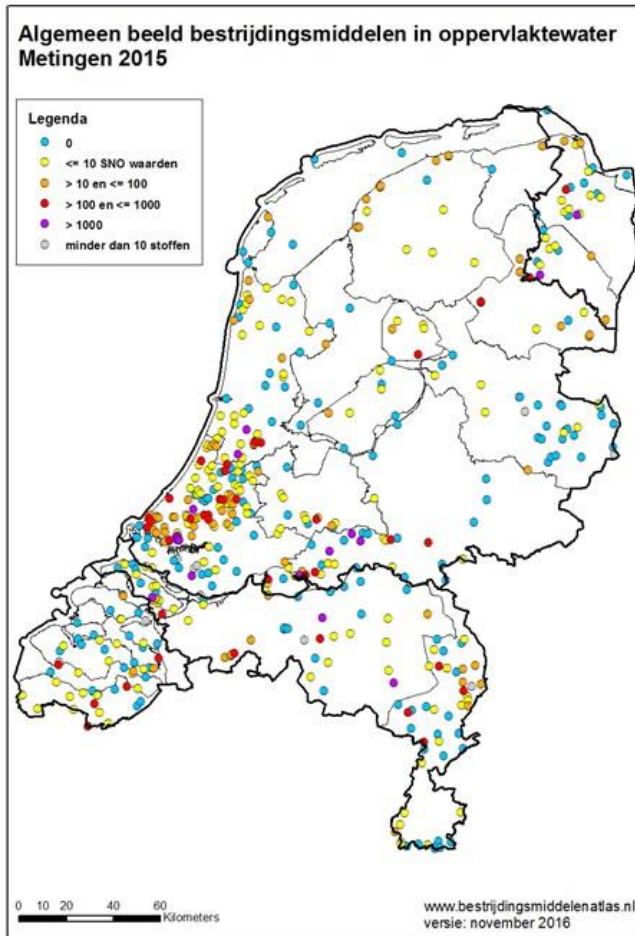 Algemeen beeld bestrijdingsmiddelen in oppervlaktewater
Metingen 2015
Legenda
0
<= 10 SNO waarden
> 10 en <= 100
> 100 en <= 1000
> 1000
minder dan 10 stoffen
0 10 20 40 60
Kilometers
www.bestrijdingsmiddelenatlas.nl
versie: november 2016